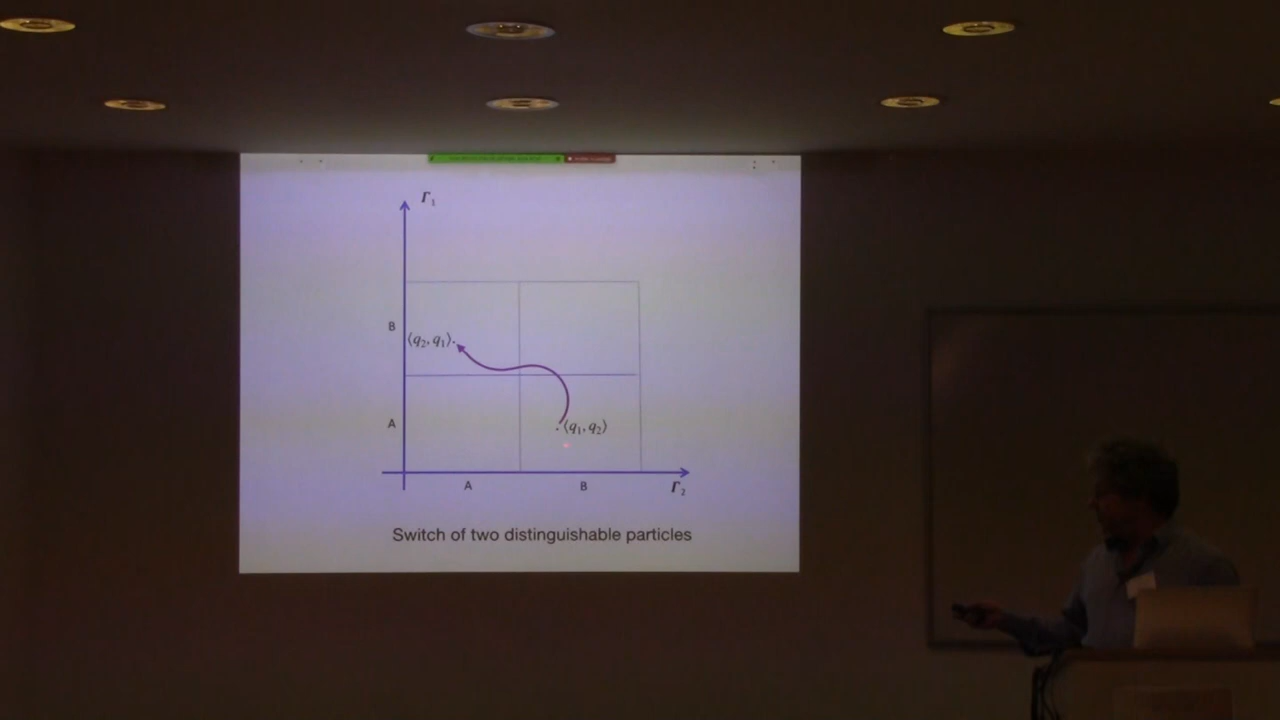 Γ₁
B
(q₂, q₁)
A
(q₁, q₂)
A B
Γ₂
Switch of two distinguishable particles